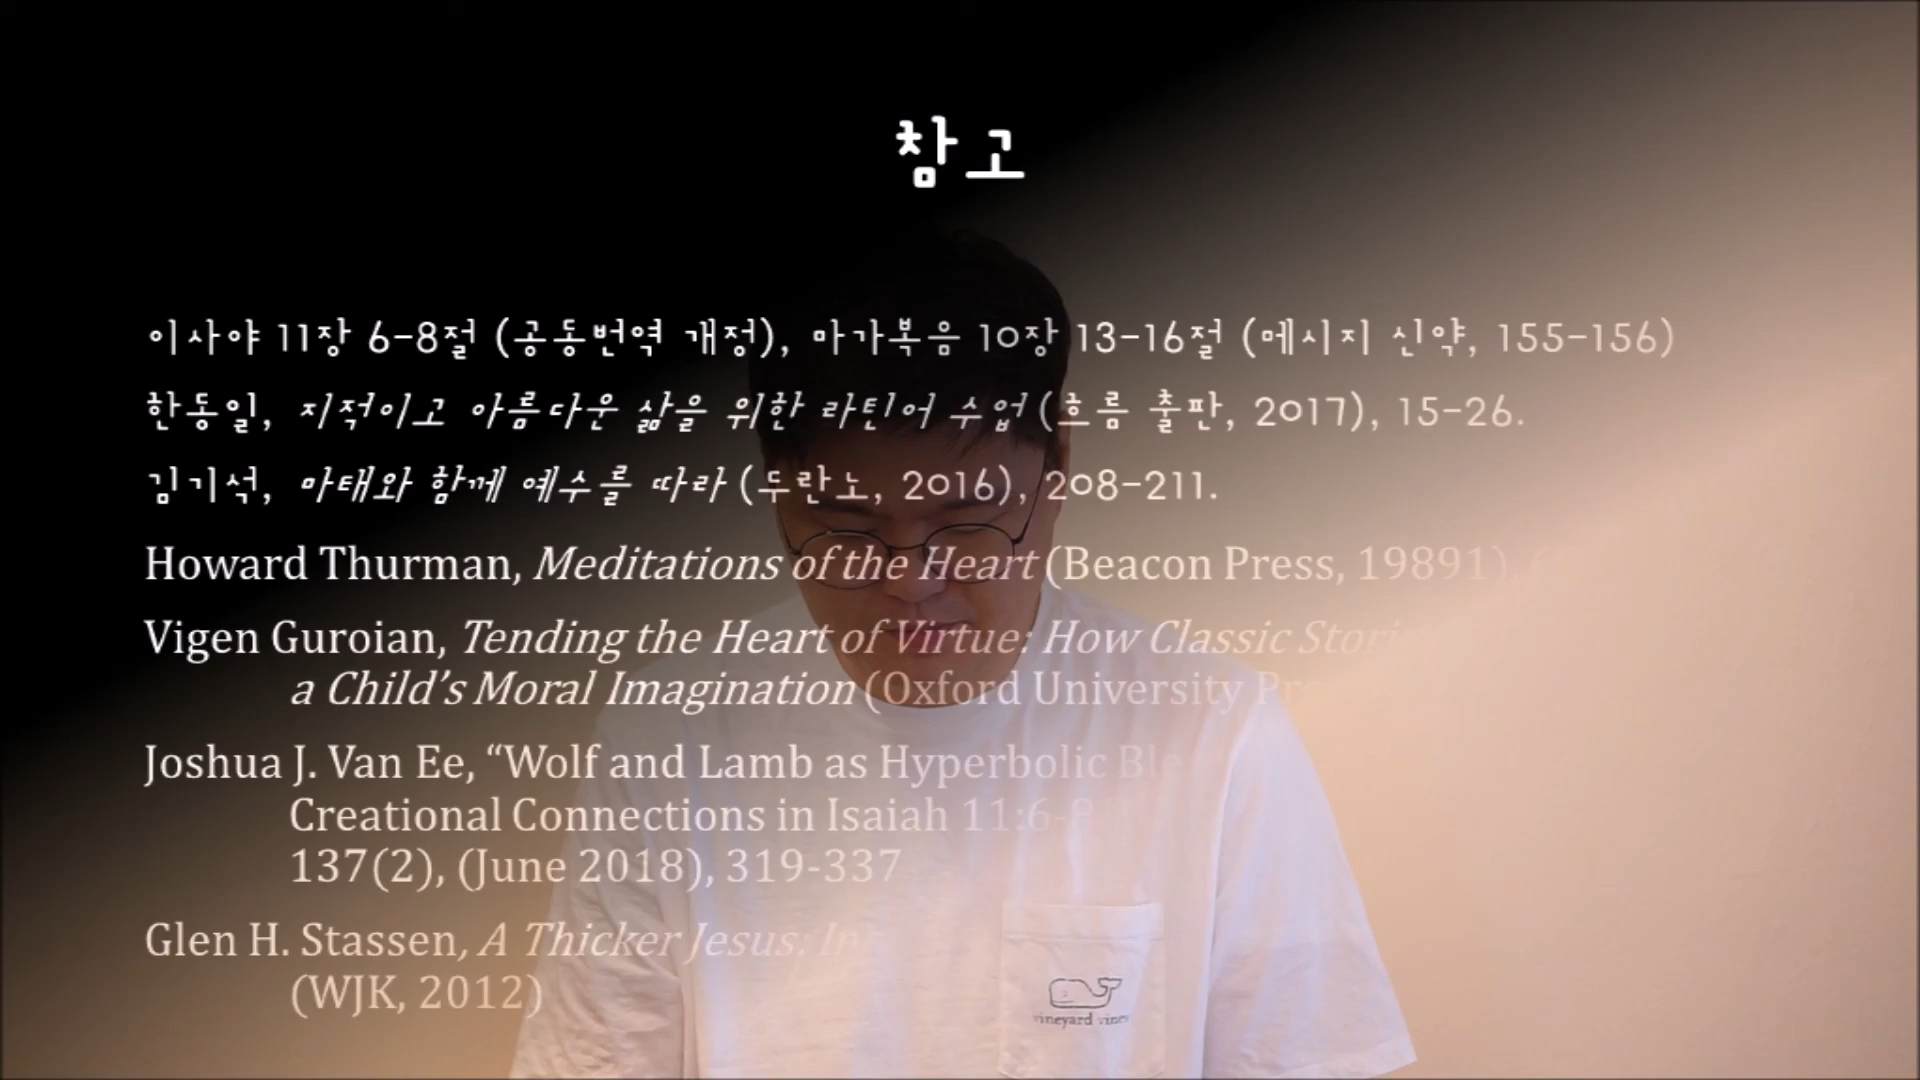 참고
이사야 11장 6-8절 (공동번역 개정), 마가복음 10장 13-16절 (메시지 신약, 155-156)
한동일, 지적이고 아름다운 삶을 위한 라틴어 수업 (흐름 출판, 2017), 15-26.
김기석, 마태와 함께 예수를 따라 (두란노, 2016), 208-211.
Howard Thurman, Meditations of the Heart (Beacon Press, 19891),
Vigen Guroian, Tending the Heart of Virtue: How Classic
a Child's Moral Imagination (Oxford University
Joshua J. Van Ee, “Wolf and Lamb as Hyperbolic
Creational Connections in Isaiah 11:6-8
137(2), (June 2018), 319-337
Glen H. Stassen, A Thicker Jesus:
(WJK, 2012)
vineyard vines